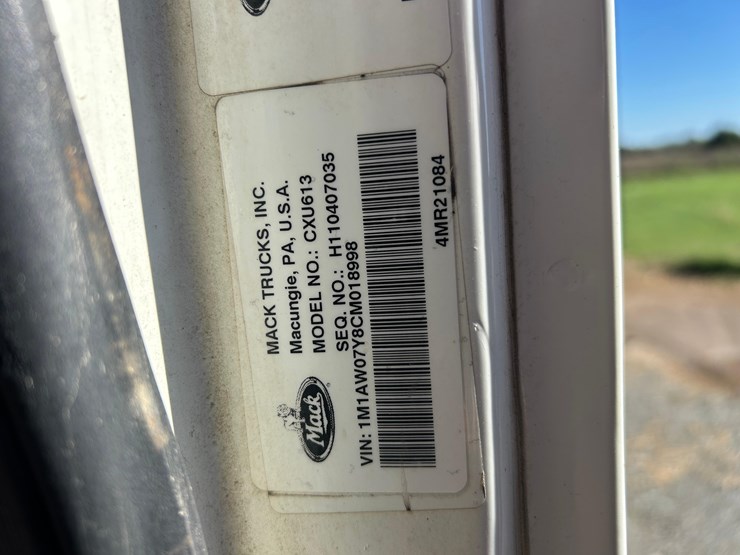 MACK TRUCKS, INC.
Macungie, PA, U.S.A.
MODEL NO.: CXU613
SEQ. NO.: H110407035
Mack
VIN: 1M1AW07Y8CM018998
4MR21084